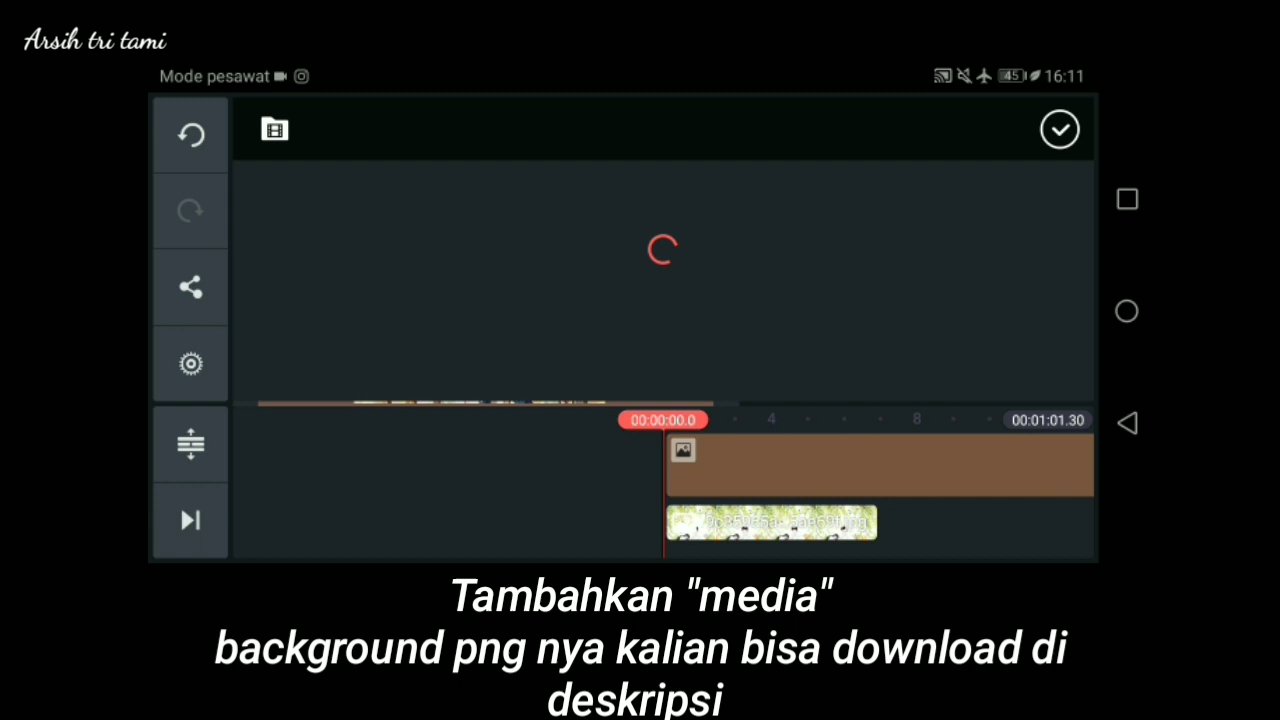 Arsih tri tami
Mode pesawat
45 16:11
00:00:00.0 4 8 00:01:01.30
Tambahkan "media"
background png nya kalian bisa download di
deskripsi